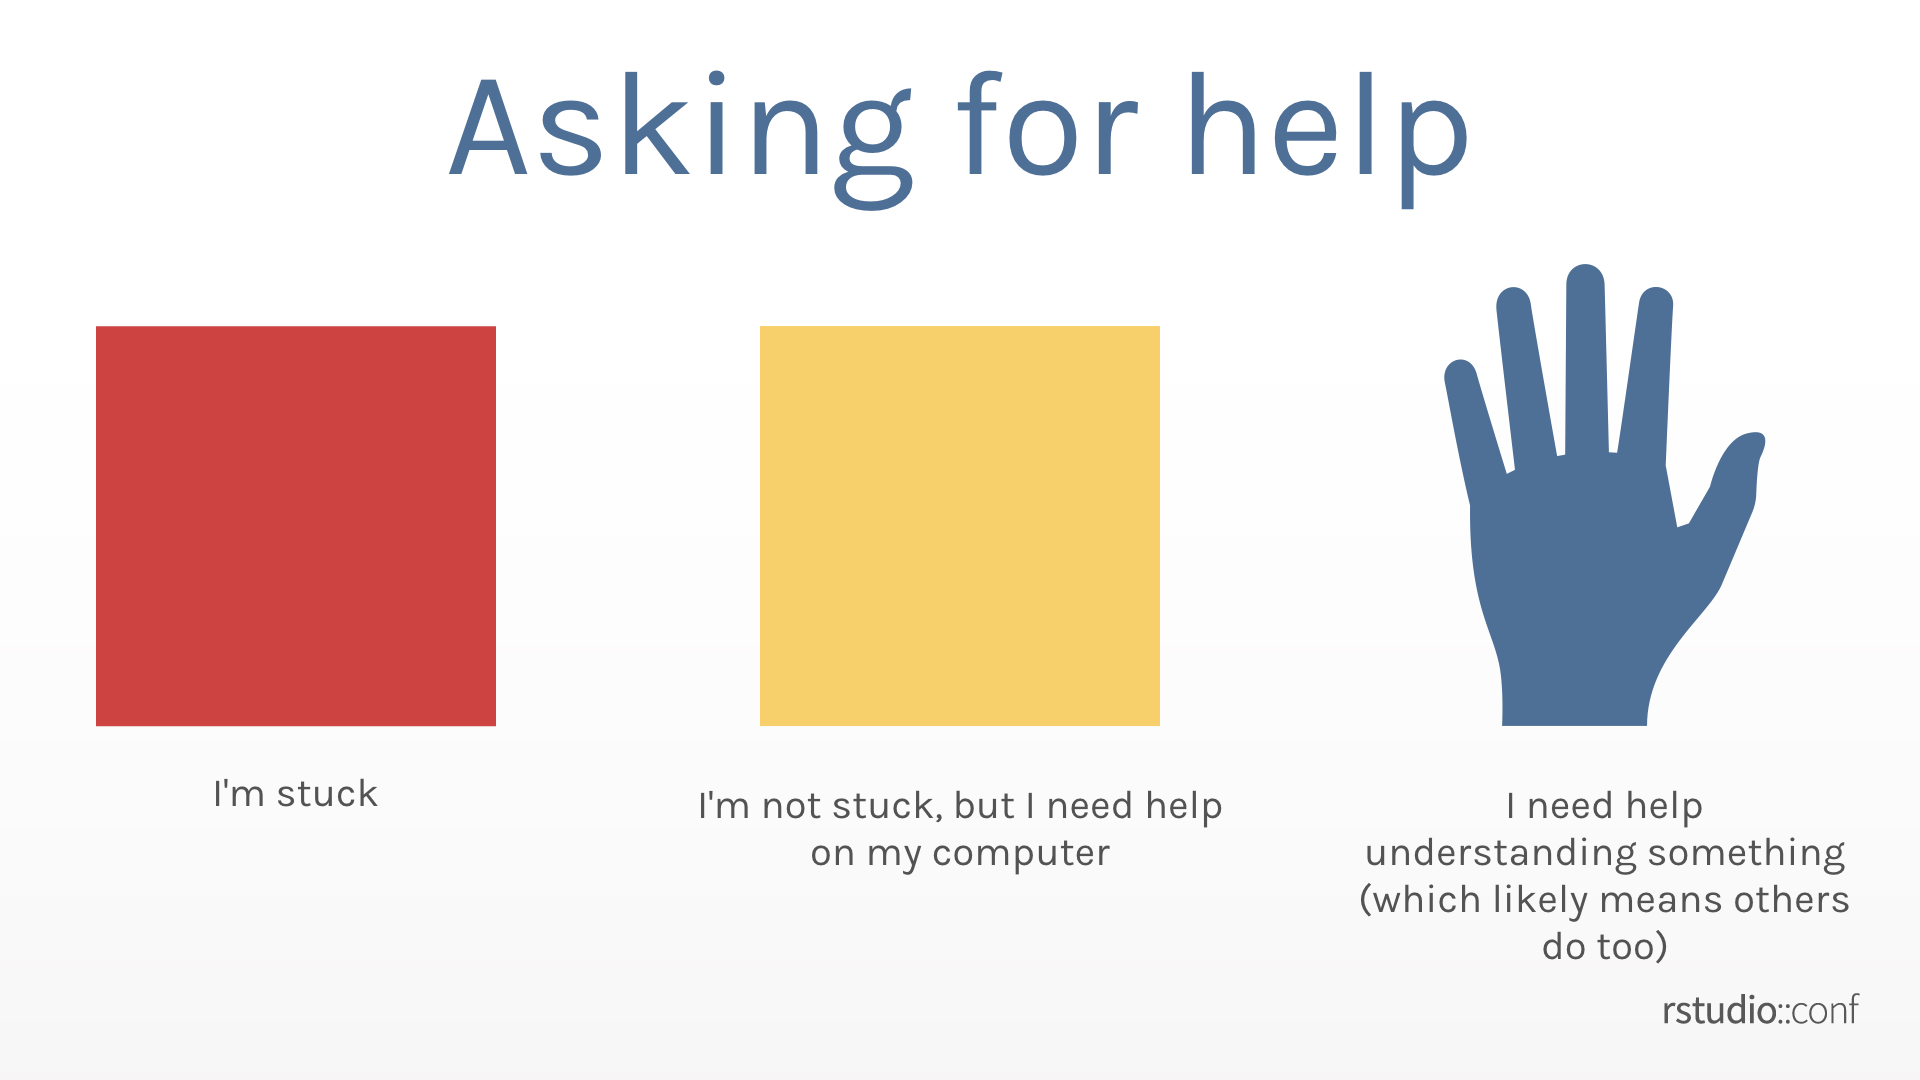 Asking for help
I'm stuck
I'm not stuck, but I need help
on my computer
I need help
understanding something
(which likely means others
do too)
rstudio::conf